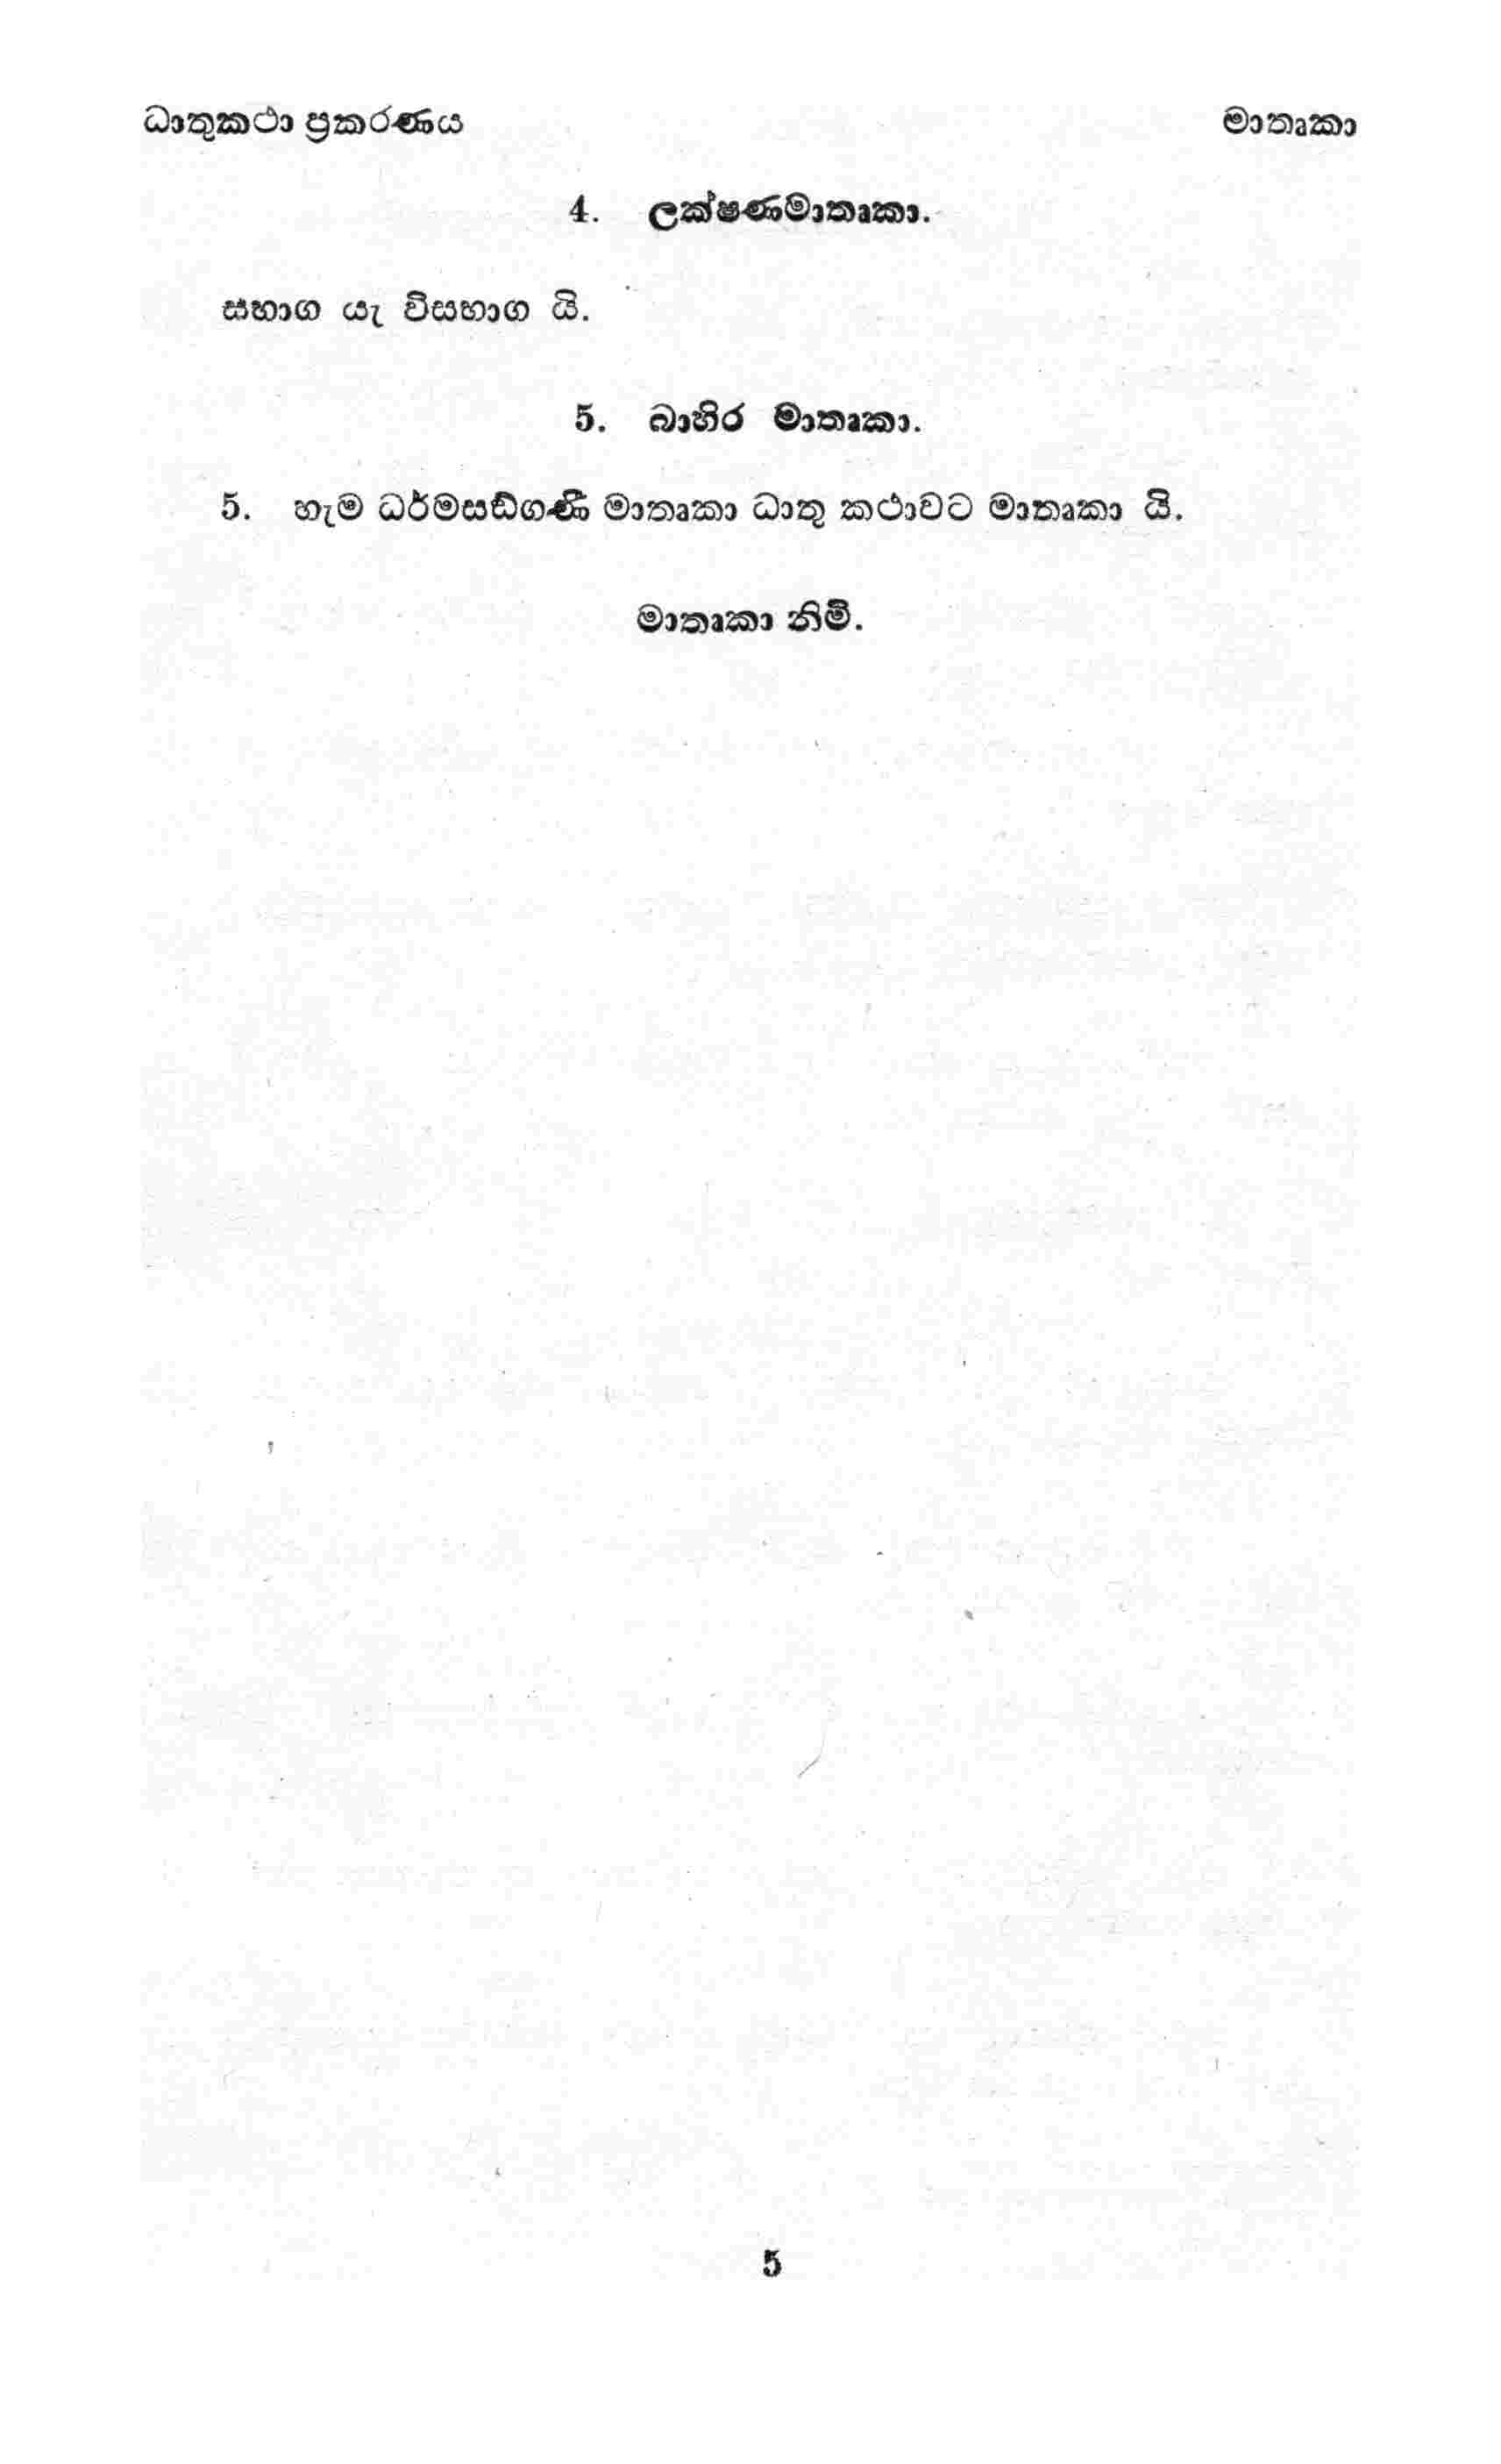 ධාතුකථා ප්‍රකරණය මාතෘකා
4. ලක්ෂණමාතෘකා.
සභාග යැ විසභාග යි.
5. බාහිර මාතෘකා.
5. හැම ධර්මසඞ්ගණී මාතෘකා ධාතු කථාවට මාතෘකා යි.
මාතෘකා නිමි.
5